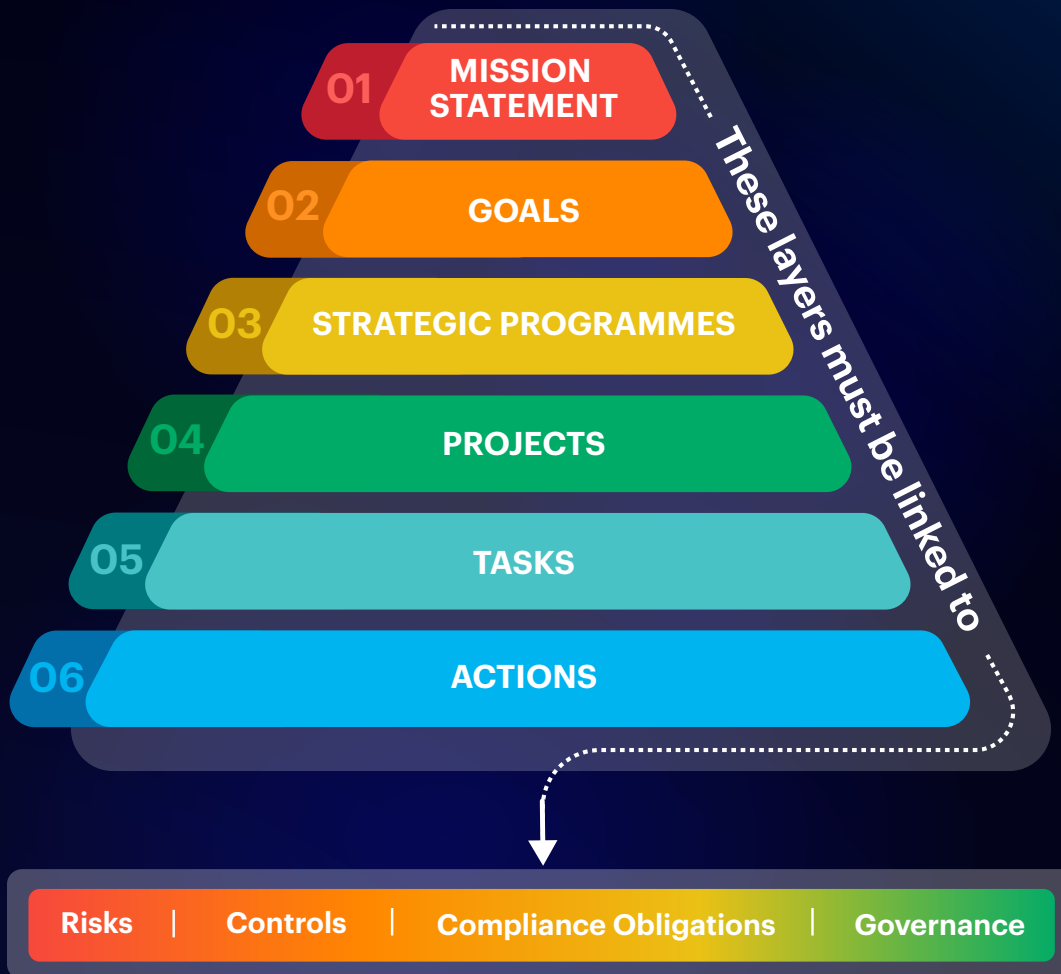 01
MISSION
STATEMENT
02
GOALS
03
STRATEGIC PROGRAMMES
04
PROJECTS
05
TASKS
06
ACTIONS
These layers must be linked to
Risks | Controls | Compliance Obligations | Governance